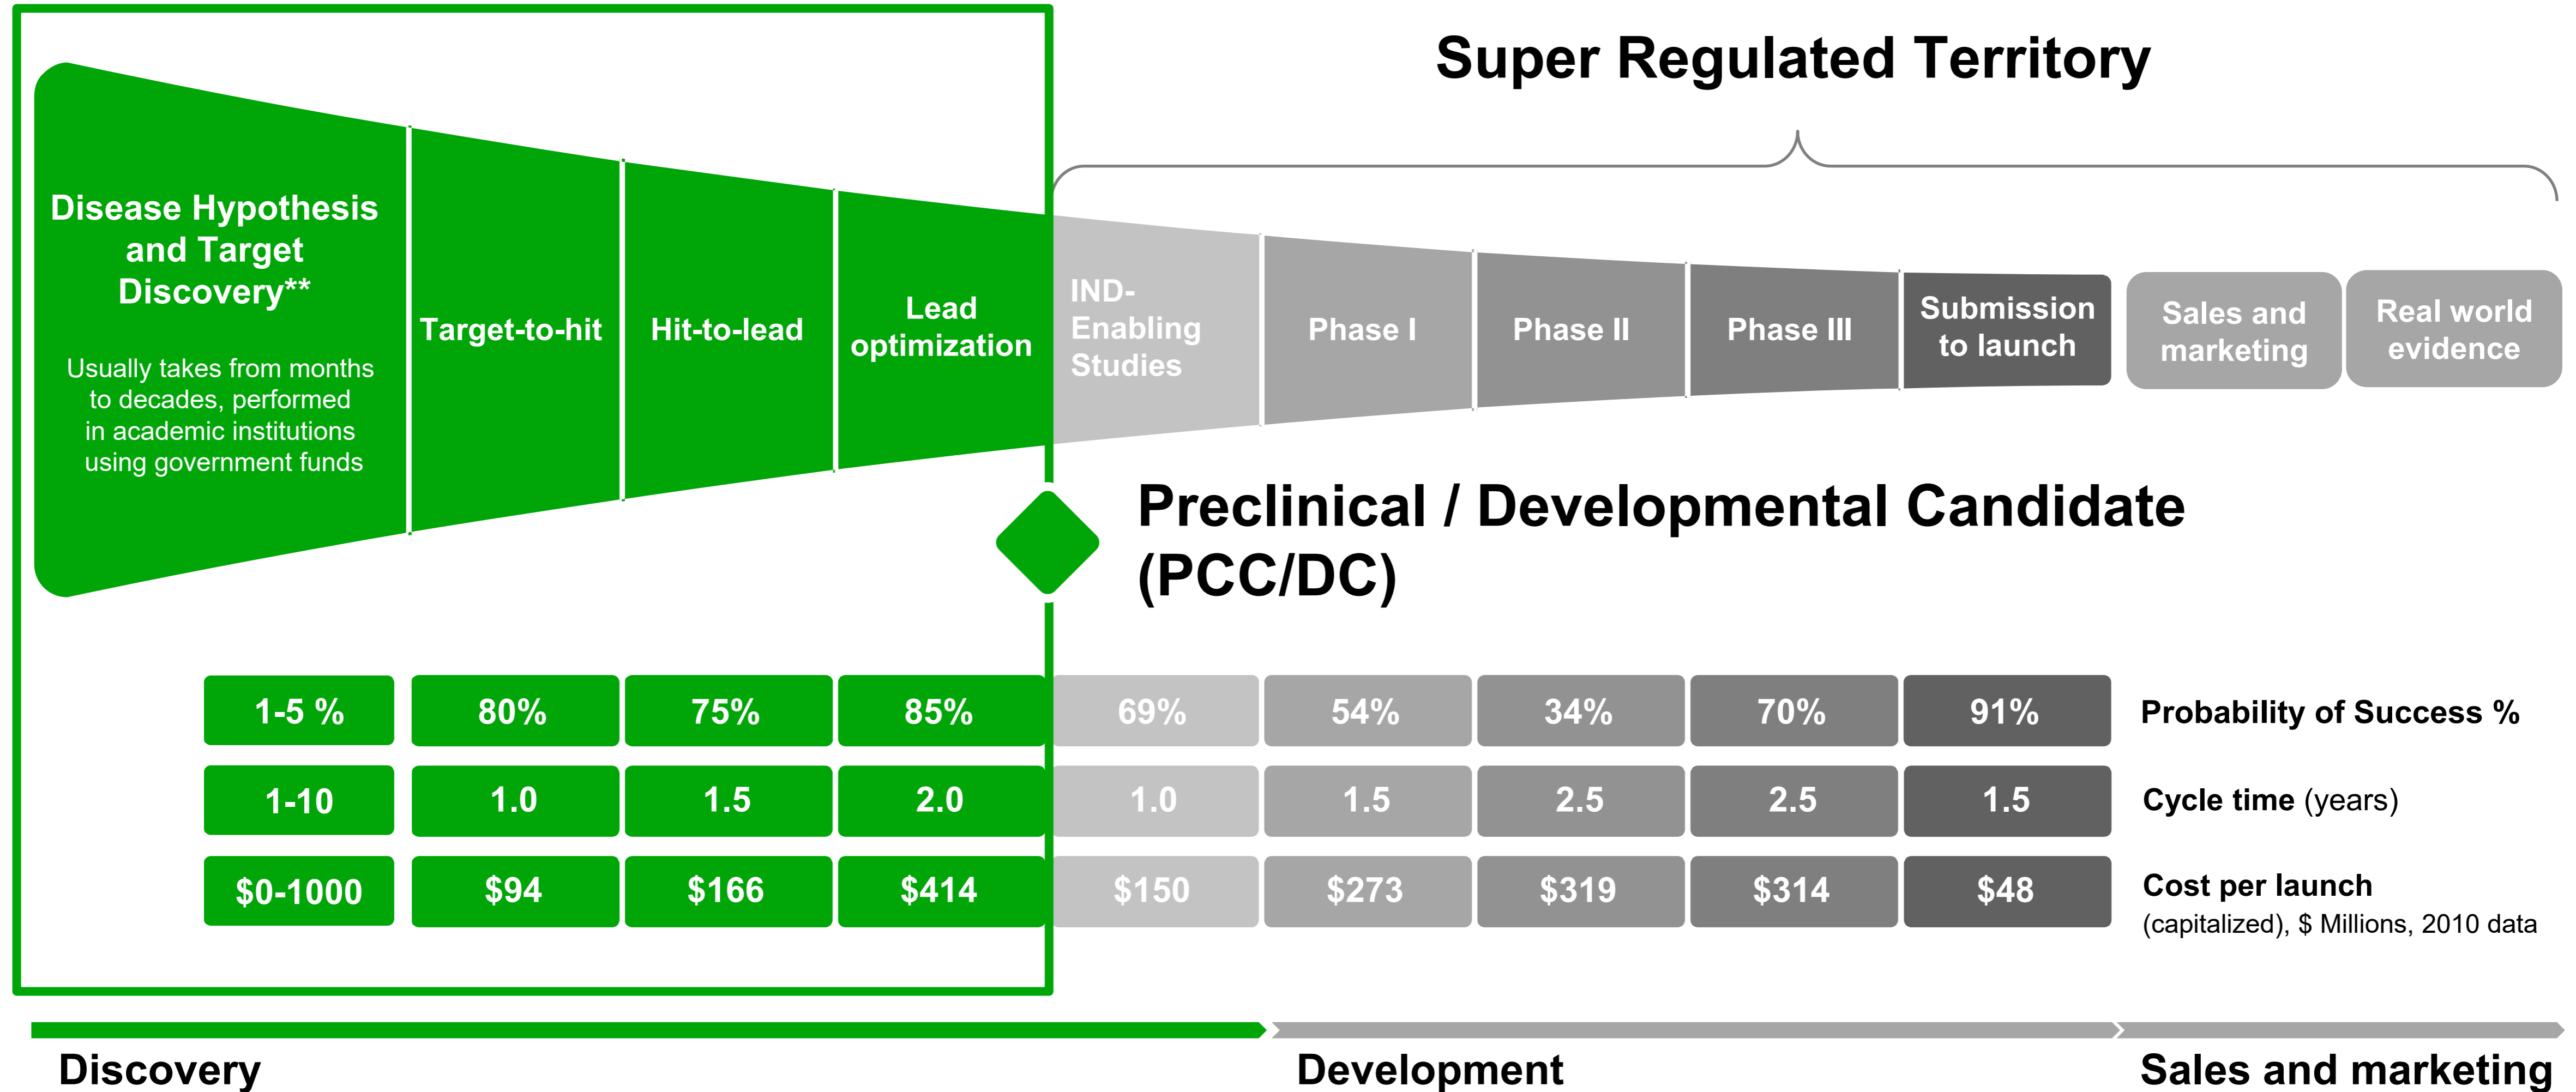 Super Regulated Territory
Disease Hypothesis
and Target
Discovery**
Usually takes from months
to decades, performed
in academic institutions
using government funds
Target-to-hit
Hit-to-lead
Lead
optimization
IND-
Enabling
Studies
Phase I
Phase II
Phase III
Submission
to launch
Sales and
marketing
Real world
evidence
Preclinical / Developmental Candidate
(PCC/DC)
1-5 % 80% 75% 85% 69% 54% 34% 70% 91% Probability of Success %
1-10 1.0 1.5 2.0 1.0 1.5 2.5 2.5 1.5 Cycle time (years)
$0-1000 $94 $166 $414 $150 $273 $319 $314 $48 Cost per launch
(capitalized), $ Millions, 2010 data
Discovery Development Sales and marketing